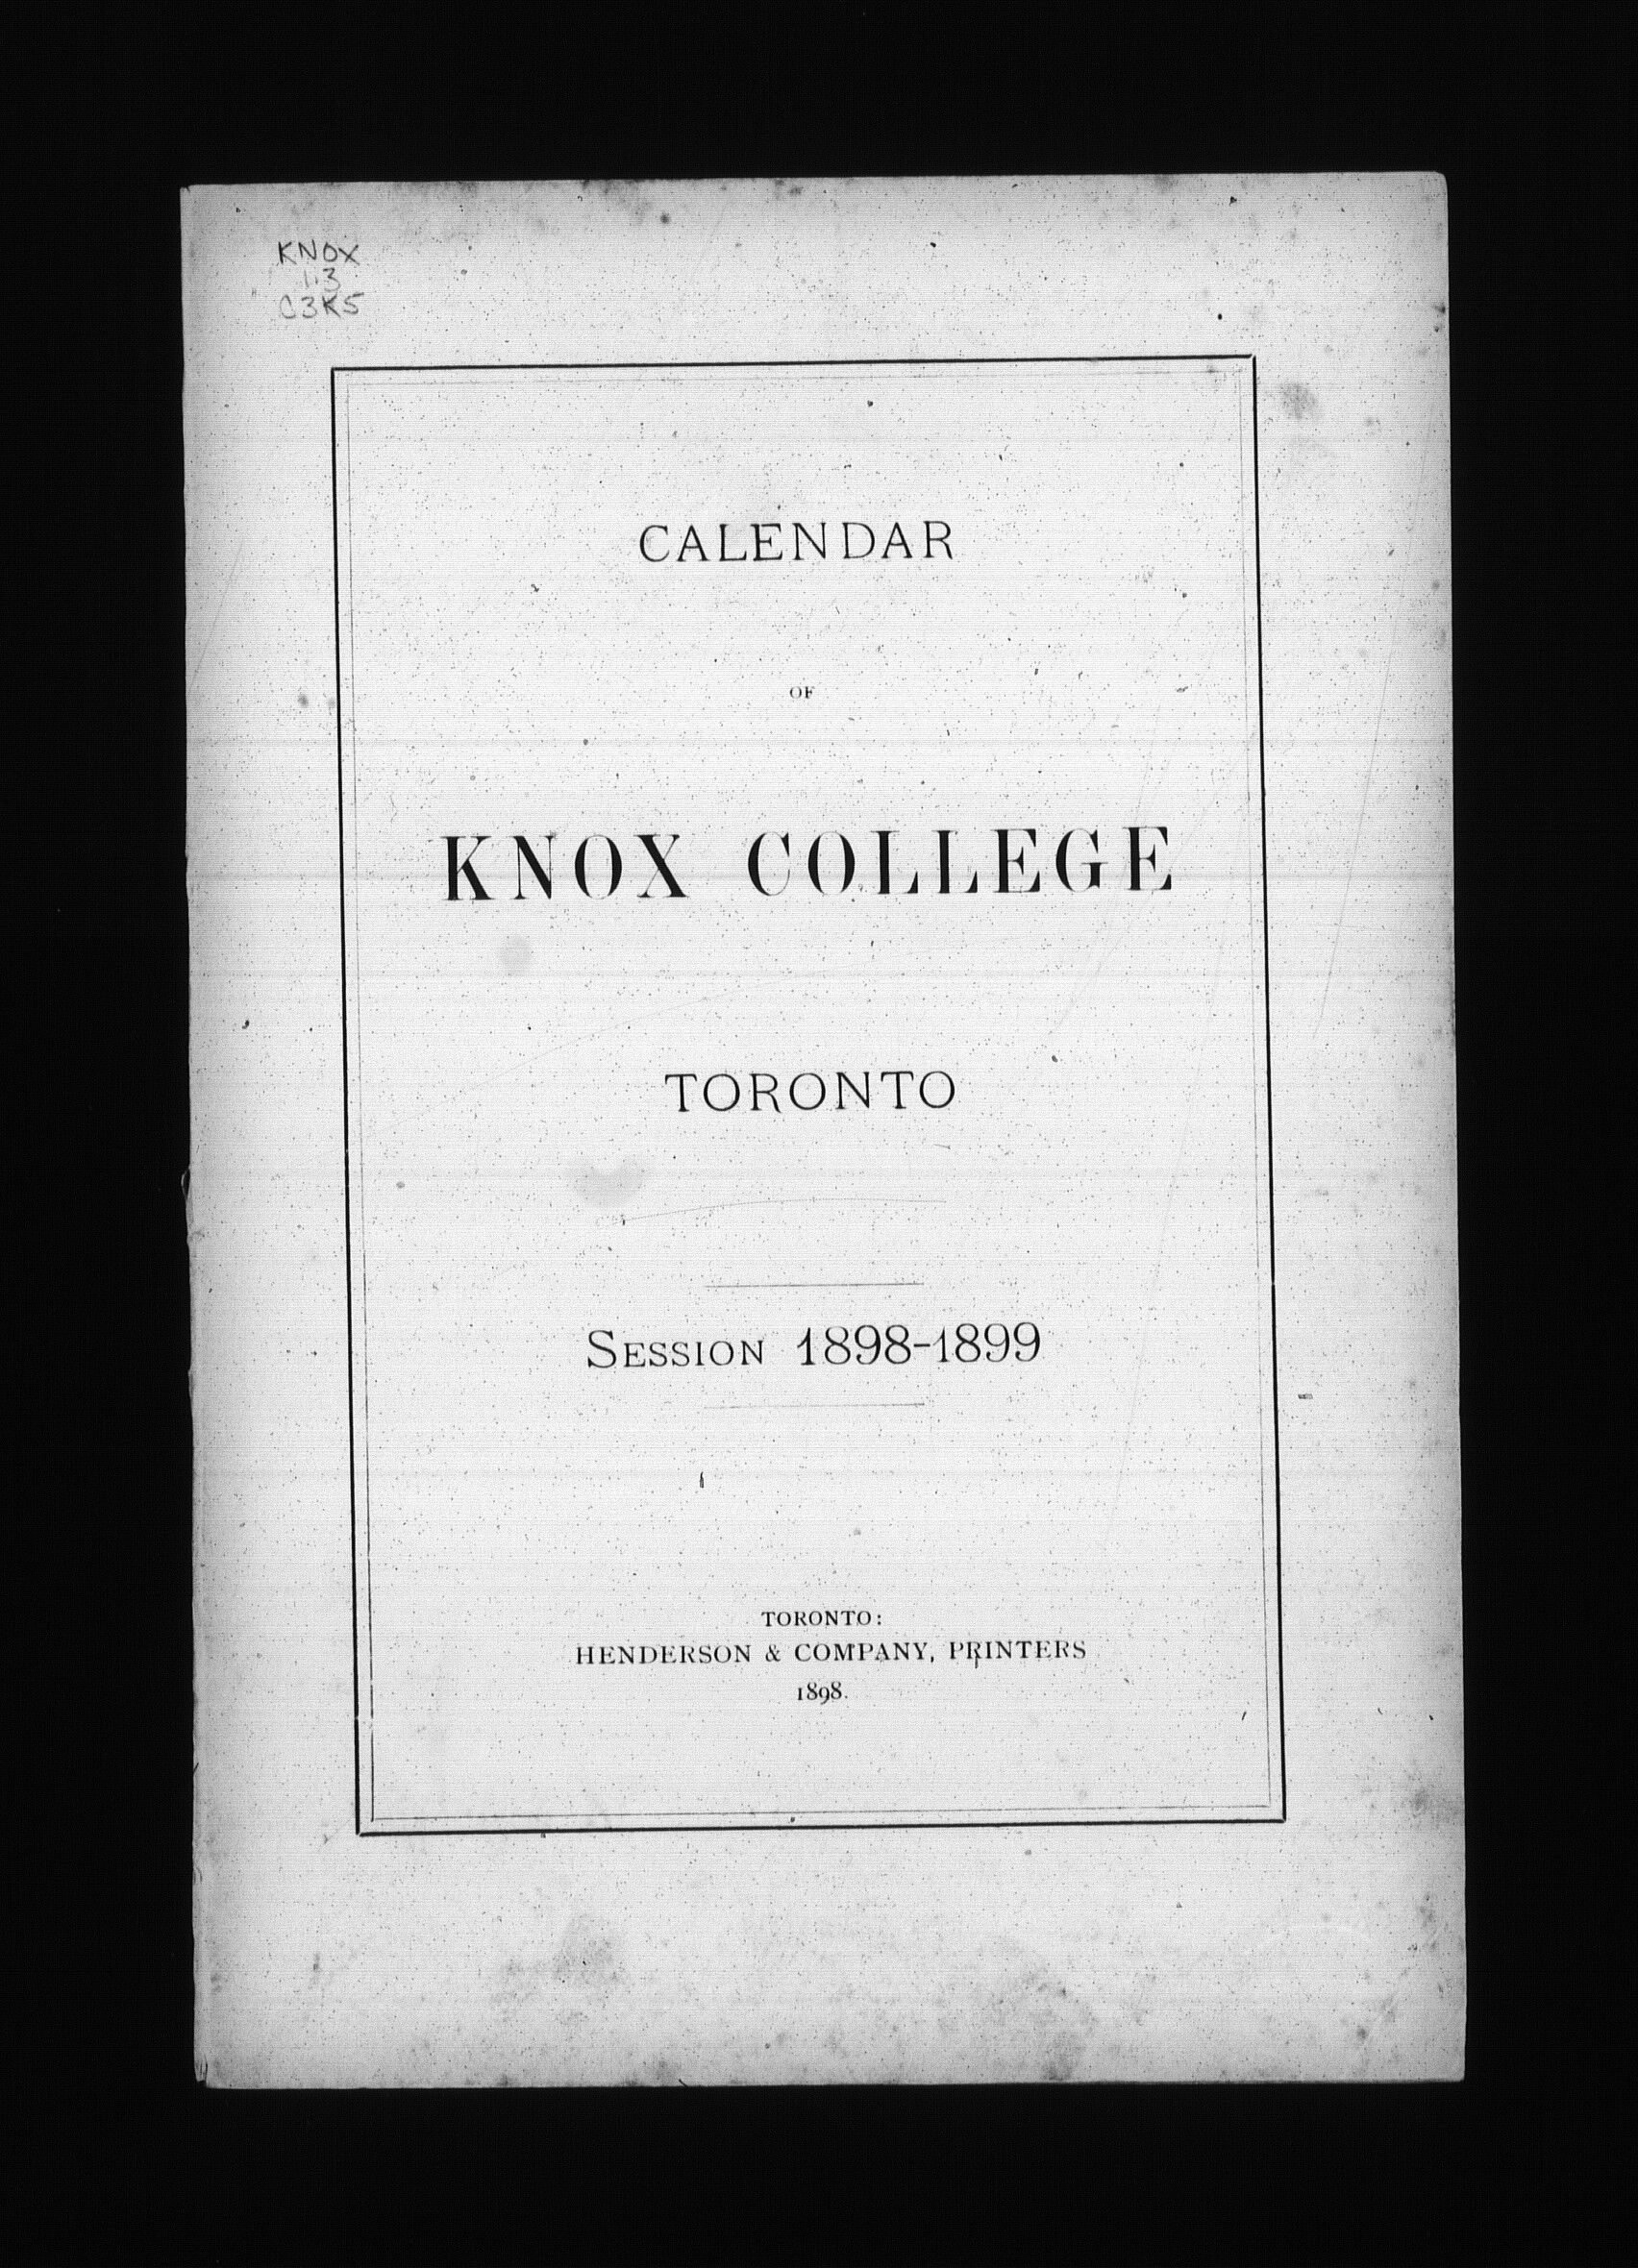 KNOX
1.3
C3K5
CALENDAR
OF
KNOX COLLEGE
TORONTO
SESSION 1898-1899
TORONTO:
HENDERSON & COMPANY, PRINTERS
1898.